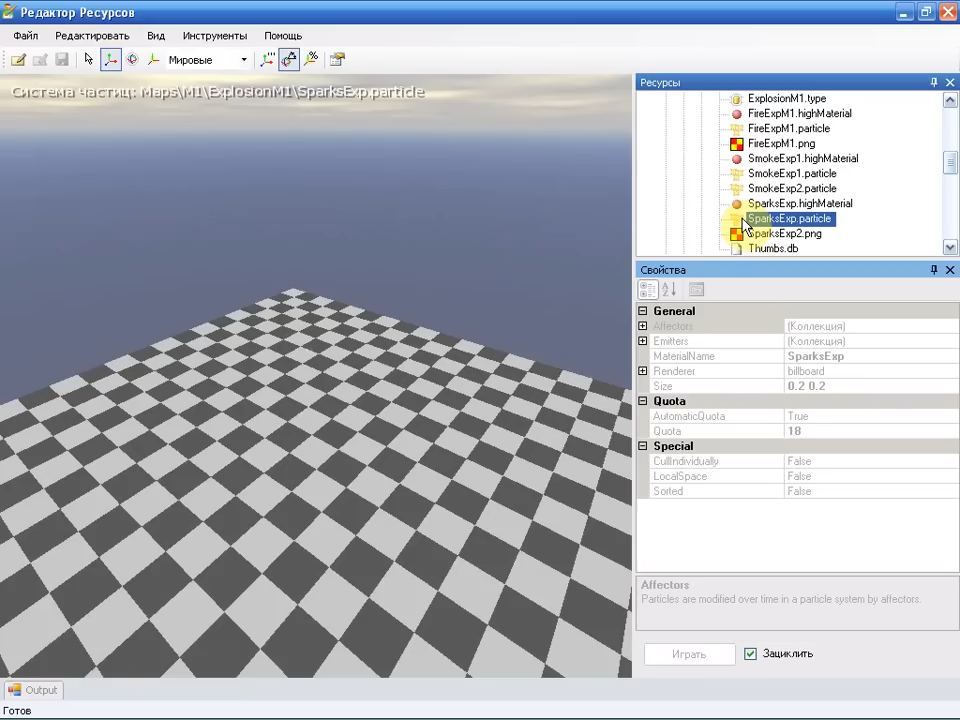 Редактор Ресурсов
Файл Редактировать Вид Инструменты Помощь
Мировые
Система частиц: Maps\M1\ExplosionM1\SparksExp.particle
Ресурсы
ExplosionM1.type
FireExpM1.highMaterial
FireExpM1.particle
FireExpM1.png
SmokeExp1.highMaterial
SmokeExp1.particle
SmokeExp2.particle
SparksExp.highMaterial
SparksExp.particle
SparksExp2.png
Thumbs.db
Свойства
General
Affectors (Коллекция)
Emitters (Коллекция)
MaterialName SparksExp
Renderer billboard
Size 0.2 0.2
Quota
AutomaticQuota True
Quota 18
Special
CullIndividually False
LocalSpace False
Sorted False
Affectors
Particles are modified over time in a particle system by affectors.
Играть Зациклить
Output
Готов